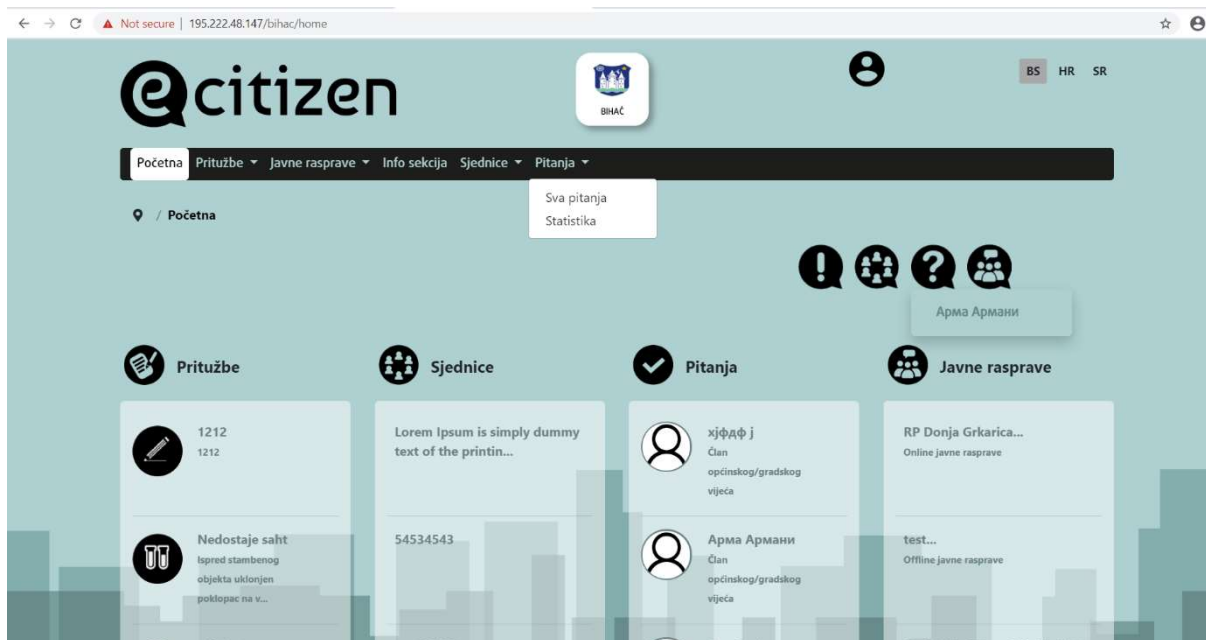 Not secure | 195.222.48.147/bihac/home
ecitizen
BIHAĆ
BS HR SR
Početna Pritužbe Javne rasprave Info sekcija Sjednice Pitanja
Sva pitanja
Statistika
/ Početna
Арма Армани
Pritužbe
Sjednice
Pitanja
Javne rasprave
1212
1212
Lorem Ipsum is simply dummy
text of the printin...
хјфдф ј
Član
općinskog/gradskog
vijeća
RP Donja Grkarica...
Online javne rasprave
Nedostaje saht
Ispred stambenog
objekta uklonjen
poklopac na v...
54534543
Арма Армани
Član
općinskog/gradskog
vijeća
test...
Offline javne rasprave